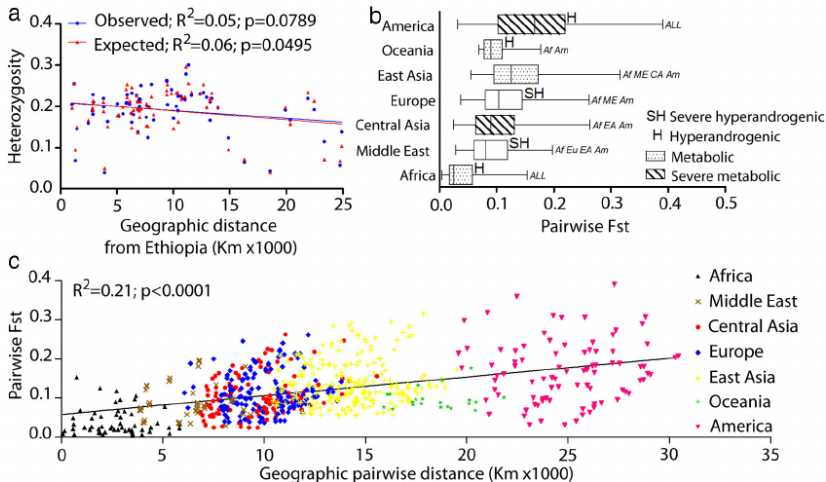 a
Observed; R²=0.05; p=0.0789
Expected; R²=0.06; p=0.0495
Heterozygosity
0.4
0.3
0.2
0.1
0.0
0 5 10 15 20 25
Geographic distance
from Ethiopia (Km x1000)
b
America H ALL
Oceania H Af Am
East Asia Af ME CA Am
Europe SH Af ME Am
Central Asia Af EA Am
Middle East SH Af Eu EA Am
Africa H ALL
0.0 0.1 0.2 0.3 0.4 0.5
Pairwise Fst
SH Severe hyperandrogenic
H Hyperandrogenic
Metabolic
Severe metabolic
c
R²=0.21; p<0.0001
Pairwise Fst
0.4
0.3
0.2
0.1
0.0
0 5 10 15 20 25 30 35
Geographic pairwise distance (Km x1000)
Africa
Middle East
Central Asia
Europe
East Asia
Oceania
America